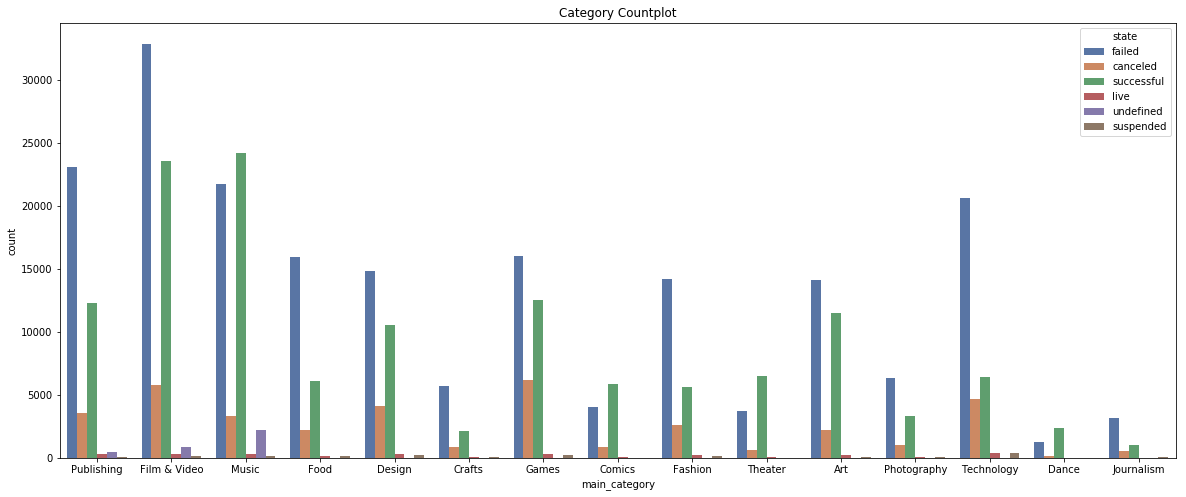 Category Countplot
state
failed
canceled
successful
live
undefined
suspended
count
30000
25000
20000
15000
10000
5000
0
Publishing Film & Video Music Food Design Crafts Games Comics Fashion Theater Art Photography Technology Dance Journalism
main_category